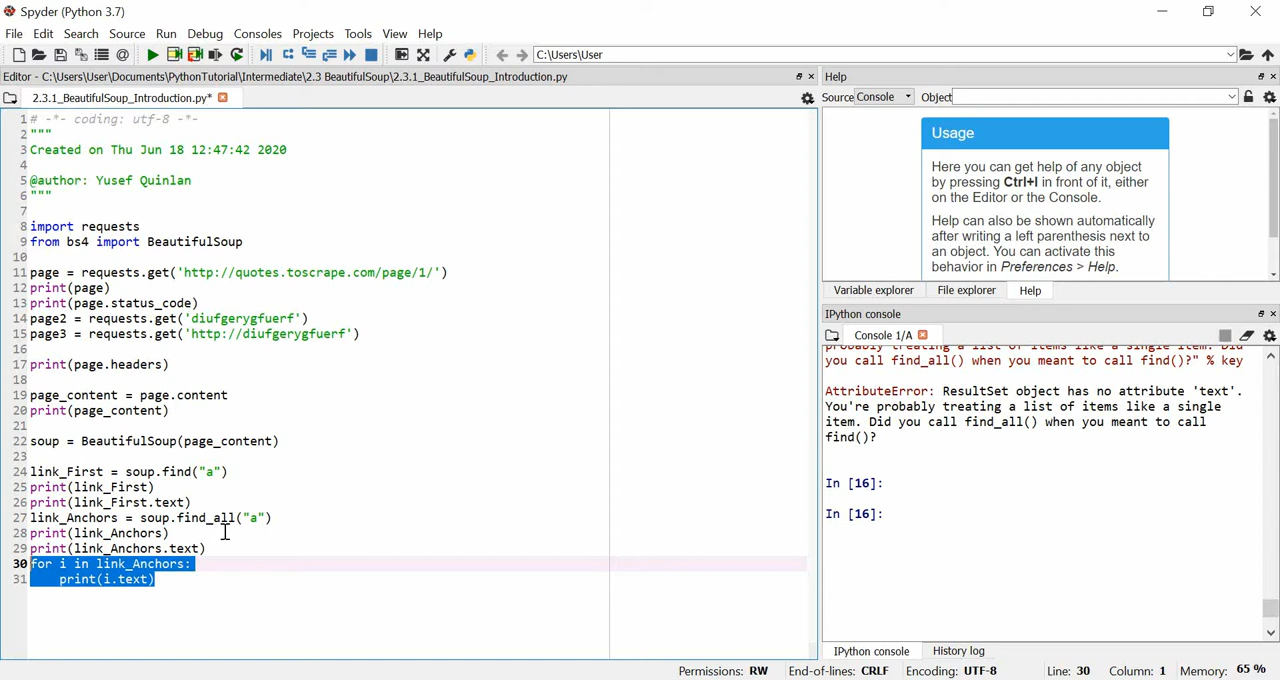 Spyder (Python 3.7)
File Edit Search Source Run Debug Consoles Projects Tools View Help
C:\Users\User
Editor - C:\Users\User\Documents\PythonTutorial\Intermediate\2.3 BeautifulSoup\2.3.1_BeautifulSoup_Introduction.py
2.3.1_BeautifulSoup_Introduction.py*
1 # -*- coding: utf-8 -*-
2 """
3 Created on Thu Jun 18 12:47:42 2020
4
5 @author: Yusef Quinlan
6 """
7
8 import requests
9 from bs4 import BeautifulSoup
10
11 page = requests.get('http://quotes.toscrape.com/page/1/')
12 print(page)
13 print(page.status_code)
14 page2 = requests.get('diufgerygfuerf')
15 page3 = requests.get('http://diufgerygfuerf')
16
17 print(page.headers)
18
19 page_content = page.content
20 print(page_content)
21
22 soup = BeautifulSoup(page_content)
23
24 link_First = soup.find("a")
25 print(link_First)
26 print(link_First.text)
27 link_Anchors = soup.find_all("a")
28 print(link_Anchors)
29 print(link_Anchors.text)
30 for i in link_Anchors:
31     print(i.text)
Help
Source Console Object
Usage
Here you can get help of any object
by pressing Ctrl+I in front of it, either
on the Editor or the Console.
Help can also be shown automatically
after writing a left parenthesis next to
an object. You can activate this
behavior in Preferences > Help.
Variable explorer File explorer Help
IPython console
Console 1/A
probably treating a list of items like a single item. Did
you call find_all() when you meant to call find()?" % key
AttributeError: ResultSet object has no attribute 'text'.
You're probably treating a list of items like a single
item. Did you call find_all() when you meant to call
find()?
In [16]:
In [16]:
IPython console History log
Permissions: RW End-of-lines: CRLF Encoding: UTF-8 Line: 30 Column: 1 Memory: 65 %